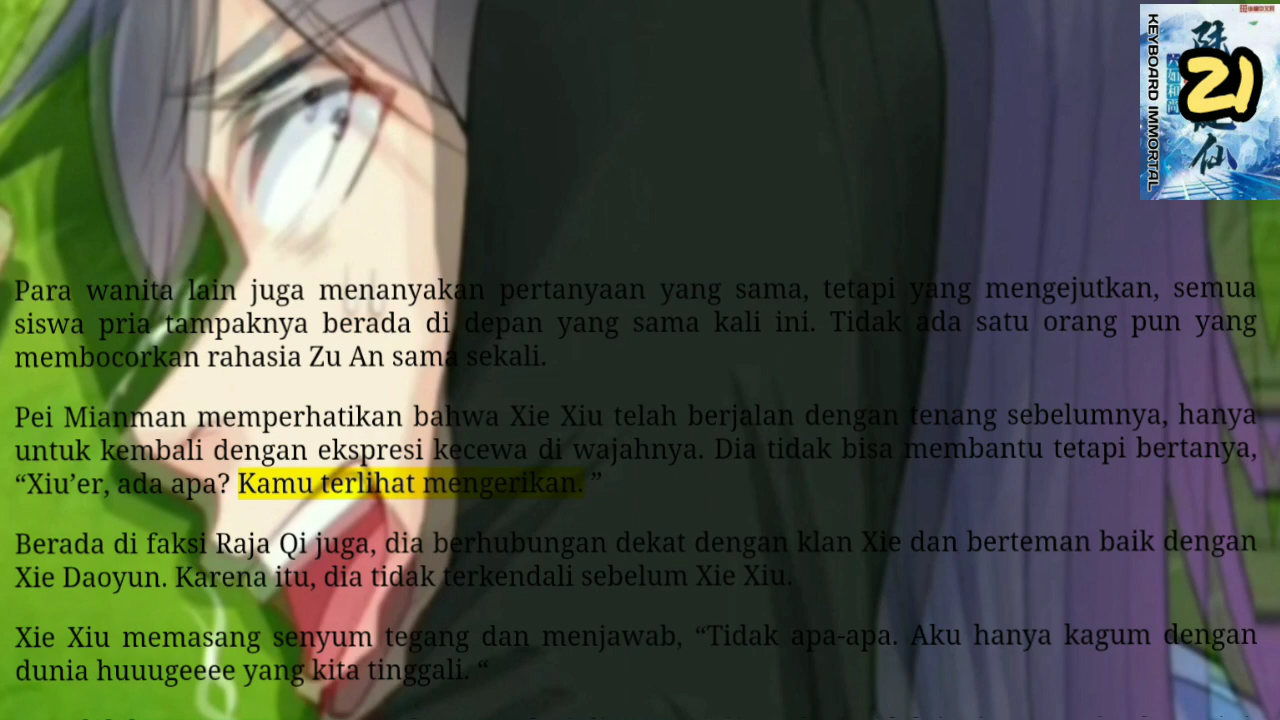 KEYBOARD IMMORTAL
21
Para wanita lain juga menanyakan pertanyaan yang sama, tetapi yang mengejutkan, semua
siswa pria tampaknya berada di depan yang sama kali ini. Tidak ada satu orang pun yang
membocorkan rahasia Zu An sama sekali.
Pei Mianman memperhatikan bahwa Xie Xiu telah berjalan dengan tenang sebelumnya, hanya
untuk kembali dengan ekspresi kecewa di wajahnya. Dia tidak bisa membantu tetapi bertanya,
“Xiu’er, ada apa? Kamu terlihat mengerikan. ”
Berada di faksi Raja Qi juga, dia berhubungan dekat dengan klan Xie dan berteman baik dengan
Xie Daoyun. Karena itu, dia tidak terkendali sebelum Xie Xiu.
Xie Xiu memasang senyum tegang dan menjawab, “Tidak apa-apa. Aku hanya kagum dengan
dunia huuugeeee yang kita tinggali. “